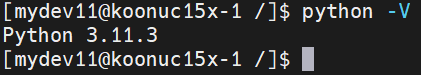 [mydev11@koonuc15x-1 /]$ python -V
Python 3.11.3
[mydev11@koonuc15x-1 /]$